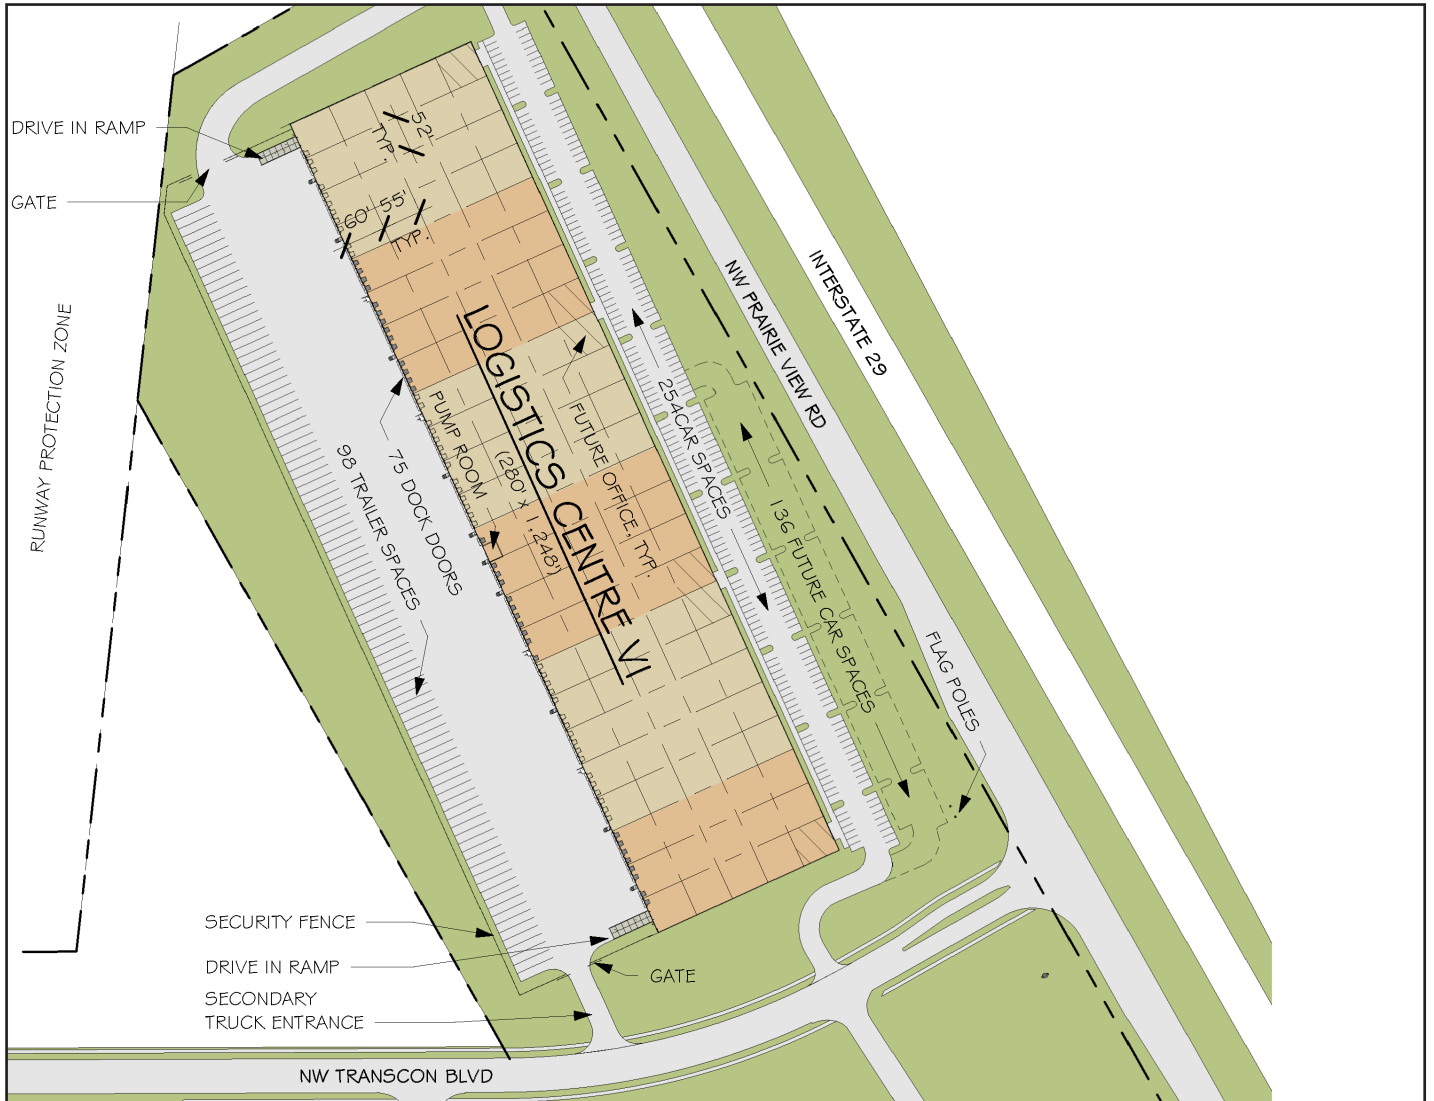 DRIVE IN RAMP
GATE
RUNWAY PROTECTION ZONE
52'
TYP.
60' 55'
TYP.
LOGISTICS CENTRE VI
(280' x 1,248')
PUMP ROOM
FUTURE OFFICE, TYP.
75 DOCK DOORS
98 TRAILER SPACES
254CAR SPACES
136 FUTURE CAR SPACES
NW PRAIRIE VIEW RD
INTERSTATE 29
FLAG POLES
SECURITY FENCE
DRIVE IN RAMP
GATE
SECONDARY
TRUCK ENTRANCE
NW TRANSCON BLVD